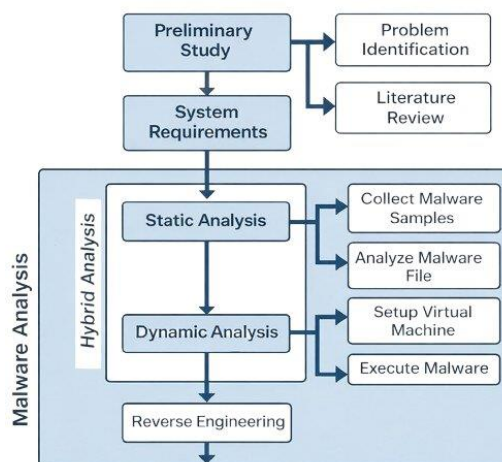 Preliminary
Study
Problem
Identification
Literature
Review
System
Requirements
Malware Analysis
Hybrid Analysis
Static Analysis
Collect Malware
Samples
Analyze Malware
File
Dynamic Analysis
Setup Virtual
Machine
Execute Malware
Reverse Engineering